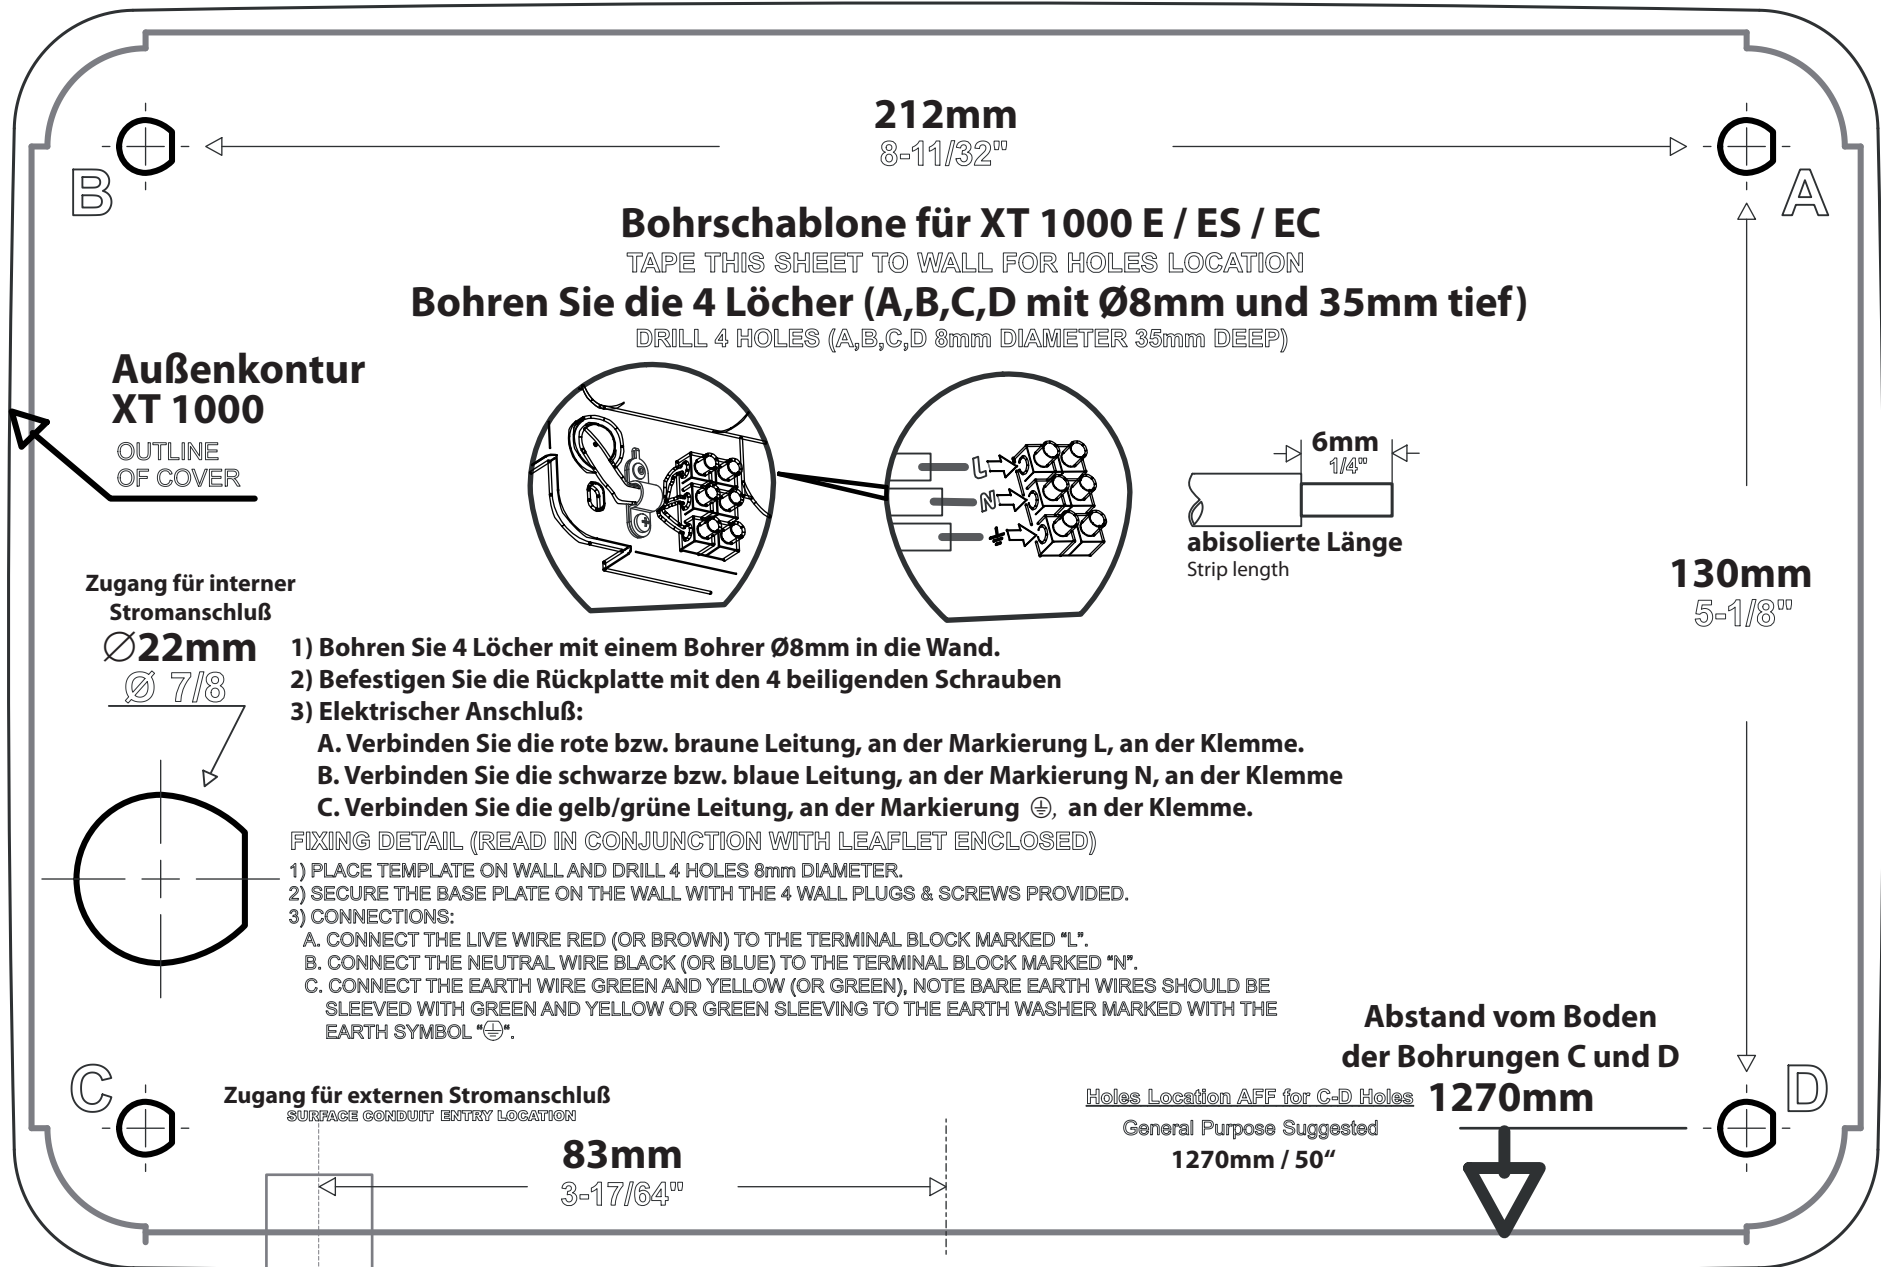 212mm
8-11/32"
B
A
Bohrschablone für XT 1000 E / ES / EC
TAPE THIS SHEET TO WALL FOR HOLES LOCATION
Bohren Sie die 4 Löcher (A,B,C,D mit Ø8mm und 35mm tief)
DRILL 4 HOLES (A,B,C,D 8mm DIAMETER 35mm DEEP)
Außenkontur
XT 1000
OUTLINE
OF COVER
L
N
6mm
1/4"
abisolierte Länge
Strip length
130mm
5-1/8"
Zugang für interner
Stromanschluß
∅22mm
Ø 7/8
1) Bohren Sie 4 Löcher mit einem Bohrer Ø8mm in die Wand.
2) Befestigen Sie die Rückplatte mit den 4 beiligenden Schrauben
3) Elektrischer Anschluß:
A. Verbinden Sie die rote bzw. braune Leitung, an der Markierung L, an der Klemme.
B. Verbinden Sie die schwarze bzw. blaue Leitung, an der Markierung N, an der Klemme
C. Verbinden Sie die gelb/grüne Leitung, an der Markierung ⏚, an der Klemme.
FIXING DETAIL (READ IN CONJUNCTION WITH LEAFLET ENCLOSED)
1) PLACE TEMPLATE ON WALL AND DRILL 4 HOLES 8mm DIAMETER.
2) SECURE THE BASE PLATE ON THE WALL WITH THE 4 WALL PLUGS & SCREWS PROVIDED.
3) CONNECTIONS:
A. CONNECT THE LIVE WIRE RED (OR BROWN) TO THE TERMINAL BLOCK MARKED "L".
B. CONNECT THE NEUTRAL WIRE BLACK (OR BLUE) TO THE TERMINAL BLOCK MARKED "N".
C. CONNECT THE EARTH WIRE GREEN AND YELLOW (OR GREEN), NOTE BARE EARTH WIRES SHOULD BE
SLEEVED WITH GREEN AND YELLOW OR GREEN SLEEVING TO THE EARTH WASHER MARKED WITH THE
EARTH SYMBOL "⏚".
Abstand vom Boden
der Bohrungen C und D
1270mm
Holes Location AFF for C-D Holes
General Purpose Suggested
1270mm / 50“
C
D
Zugang für externen Stromanschluß
SURFACE CONDUIT ENTRY LOCATION
83mm
3-17/64"